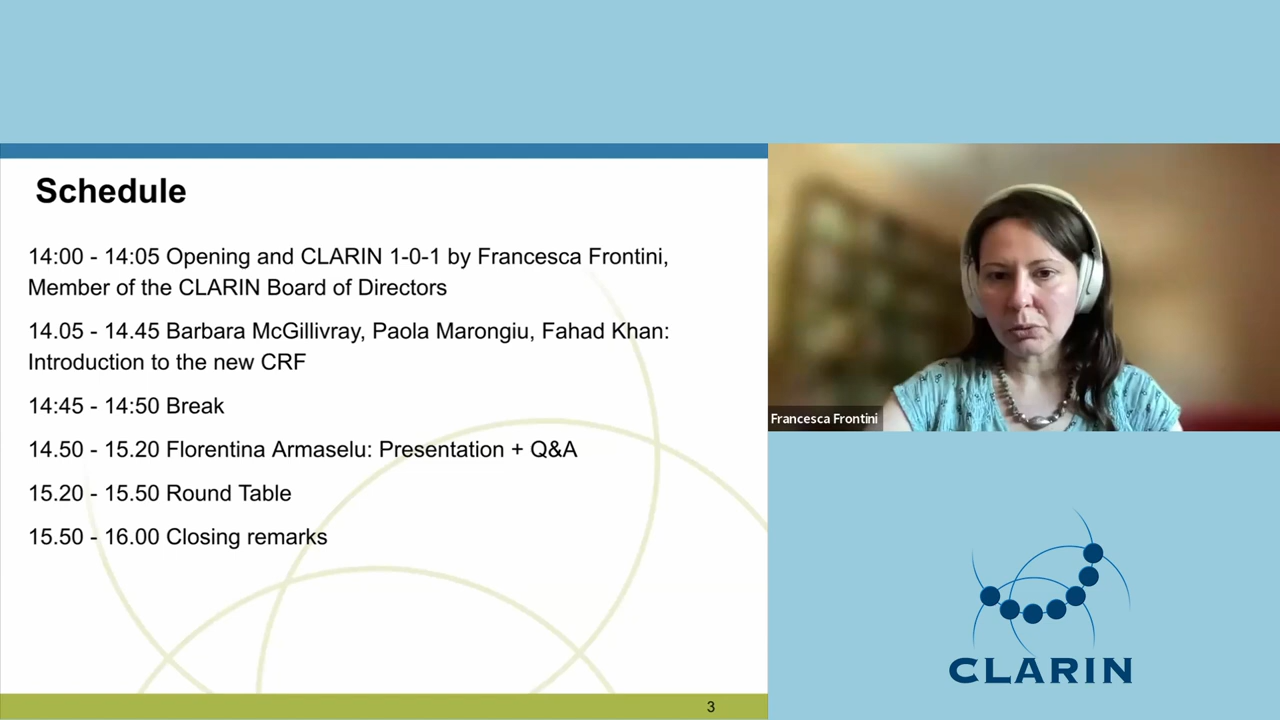 Schedule
14:00 - 14:05 Opening and CLARIN 1-0-1 by Francesca Frontini,
Member of the CLARIN Board of Directors
14.05 - 14.45 Barbara McGillivray, Paola Marongiu, Fahad Khan:
Introduction to the new CRF
14:45 - 14:50 Break
14.50 - 15.20 Florentina Armaselu: Presentation + Q&A
15.20 - 15.50 Round Table
15.50 - 16.00 Closing remarks
3
Francesca Frontini
CLARIN